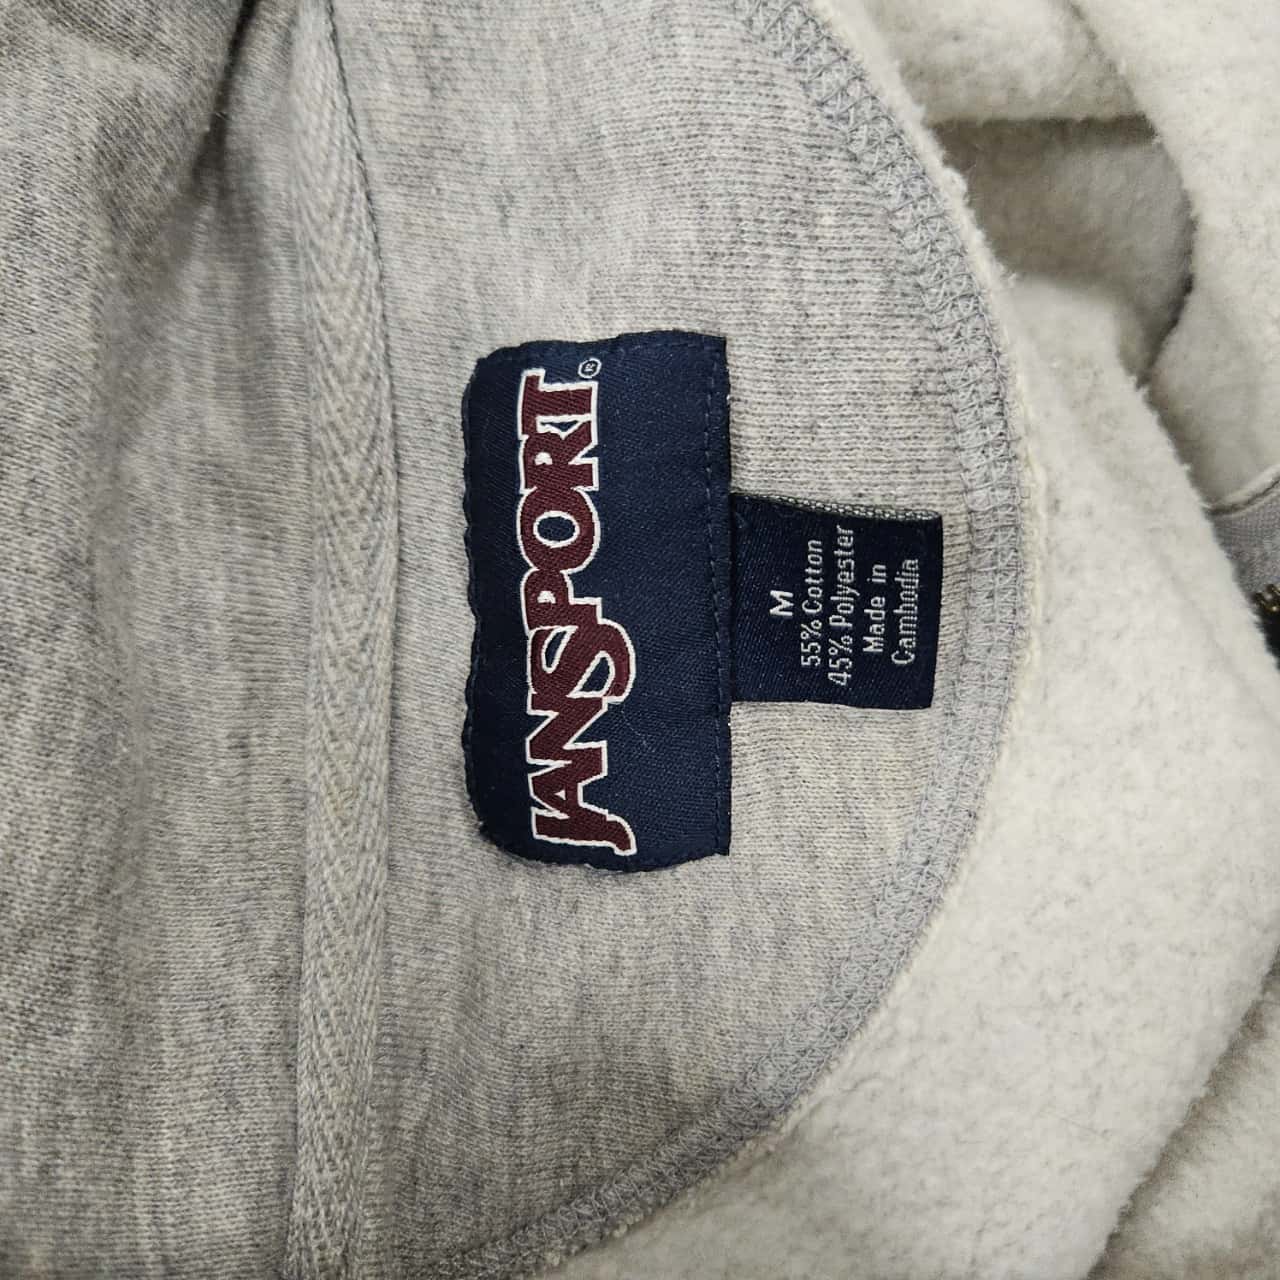 JANSPORT®
M
55% Cotton
45% Polyester
Made in
Cambodia